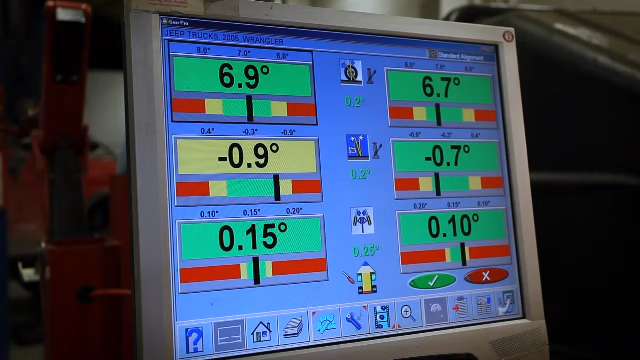 Geo-Pro
JEEP TRUCKS: 2005, WRANGLER
Standard Alignment
8.0° 7.0° 6.0°
6.9°
0.2°
6.0° 7.0° 8.0°
6.7°
0.4° -0.3° -0.9°
-0.9°
0.2°
-0.9° -0.3° 0.4°
-0.7°
0.10° 0.15° 0.20°
0.15°
0.25°
0.20° 0.15° 0.10°
0.10°